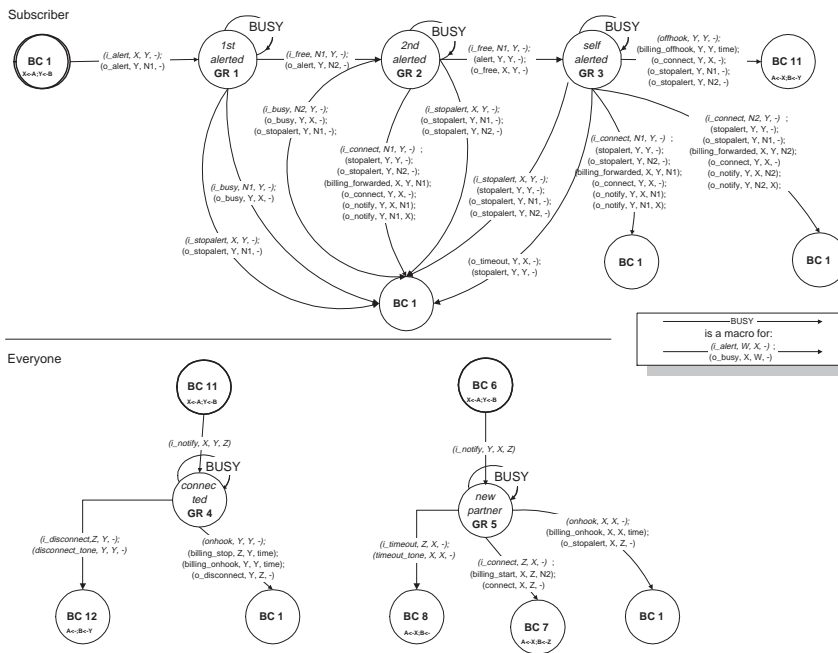 Subscriber
BUSY
BUSY
BUSY
BC 1
X<-A;Y<-B
(i_alert, X, Y, -);
(o_alert, Y, N1, -)
1st
alerted
GR 1
(i_free, N1, Y, -);
(o_alert, Y, N2, -)
2nd
alerted
GR 2
(i_free, N1, Y, -);
(alert, Y, Y, -);
(o_free, X, Y, -)
self
alerted
GR 3
(offhook, Y, Y, -);
(billing_offhook, Y, Y, time);
(o_connect, Y, X, -);
(o_stopalert, Y, N1, -);
(o_stopalert, Y, N2, -)
BC 11
A<-X;B<-Y
(i_busy, N2, Y, -);
(o_busy, Y, X, -);
(o_stopalert, Y, N1, -);
(i_stopalert, X, Y, -);
(o_stopalert, Y, N1, -);
(o_stopalert, Y, N2, -)
(i_connect, N1, Y, -) ;
(stopalert, Y, Y, -);
(o_stopalert, Y, N2, -);
(billing_forwarded, X, Y, N1);
(o_connect, Y, X, -);
(o_notify, Y, X, N1);
(o_notify, Y, N1, X);
(i_connect, N1, Y, -) ;
(stopalert, Y, Y, -);
(o_stopalert, Y, N2, -);
(billing_forwarded, X, Y, N1);
(o_connect, Y, X, -);
(o_notify, Y, X, N1);
(o_notify, Y, N1, X);
(i_connect, N2, Y, -) ;
(stopalert, Y, Y, -);
(o_stopalert, Y, N1, -);
(billing_forwarded, X, Y, N2);
(o_connect, Y, X, -);
(o_notify, Y, X, N2);
(o_notify, Y, N2, X);
(i_busy, N1, Y, -);
(o_busy, Y, X, -)
(i_stopalert, X, Y, -);
(stopalert, Y, Y, -);
(o_stopalert, Y, N1, -);
(o_stopalert, Y, N2, -)
(i_stopalert, X, Y, -);
(o_stopalert, Y, N1, -)
(o_timeout, Y, X, -);
(stopalert, Y, Y, -)
BC 1
BC 1
BC 1
BUSY
is a macro for:
(i_alert, W, X, -) ;
(o_busy, X, W, -)
Everyone
BC 11
X<-A;Y<-B
(i_notify, X, Y, Z)
BUSY
connec
ted
GR 4
(i_disconnect,Z, Y, -);
(disconnect_tone, Y, Y, -)
(onhook, Y, Y, -);
(billing_stop, Z, Y, time);
(billing_onhook, Y, Y, time);
(o_disconnect, Y, Z, -)
BC 12
A<-;B<-Y
BC 1
BC 6
X<-A;Y<-B
(i_notify, Y, X, Z)
BUSY
new
partner
GR 5
(i_timeout, Z, X, -);
(timeout_tone, X, X, -)
(i_connect, Z, X, -) ;
(billing_start, X, Z, N2);
(connect, X, Z, -)
(onhook, X, X, -);
(billing_onhook, X, X, time);
(o_stopalert, X, Z, -)
BC 8
A<-X;B<-
BC 7
A<-X;B<-Z
BC 1